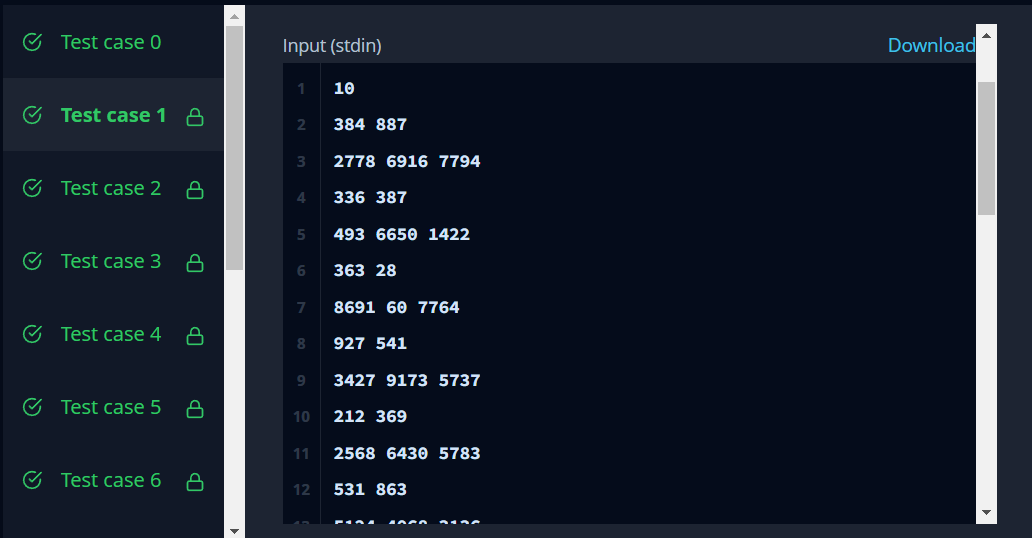 Test case 0
Test case 1
Test case 2
Test case 3
Test case 4
Test case 5
Test case 6
Input (stdin)
Download
1 10
2 384 887
3 2778 6916 7794
4 336 387
5 493 6650 1422
6 363 28
7 8691 60 7764
8 927 541
9 3427 9173 5737
10 212 369
11 2568 6430 5783
12 531 863